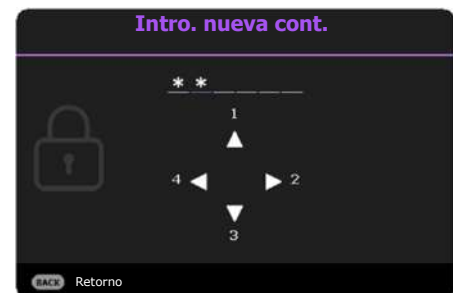 Intro. nueva cont.
* * _ _ _ _
1
4 2
3
BACK Retorno